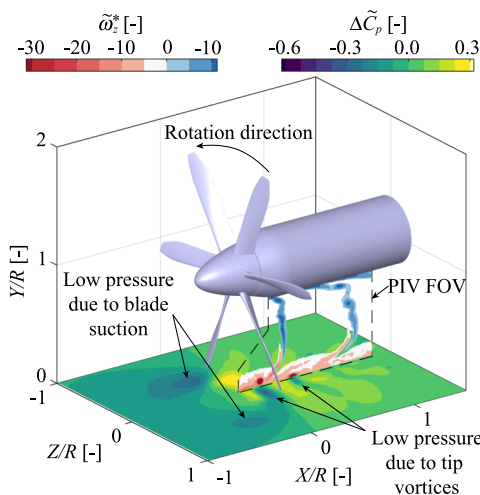 ω̃*z [-]
ΔC̃p [-]
-30 -20 -10 0 10
-0.6 -0.3 0.0 0.3
Rotation direction
2
1
0
Y/R [-]
PIV FOV
Low pressure
due to blade
suction
-1
0
1
Z/R [-]
-1
0
1
X/R [-]
Low pressure
due to tip
vortices